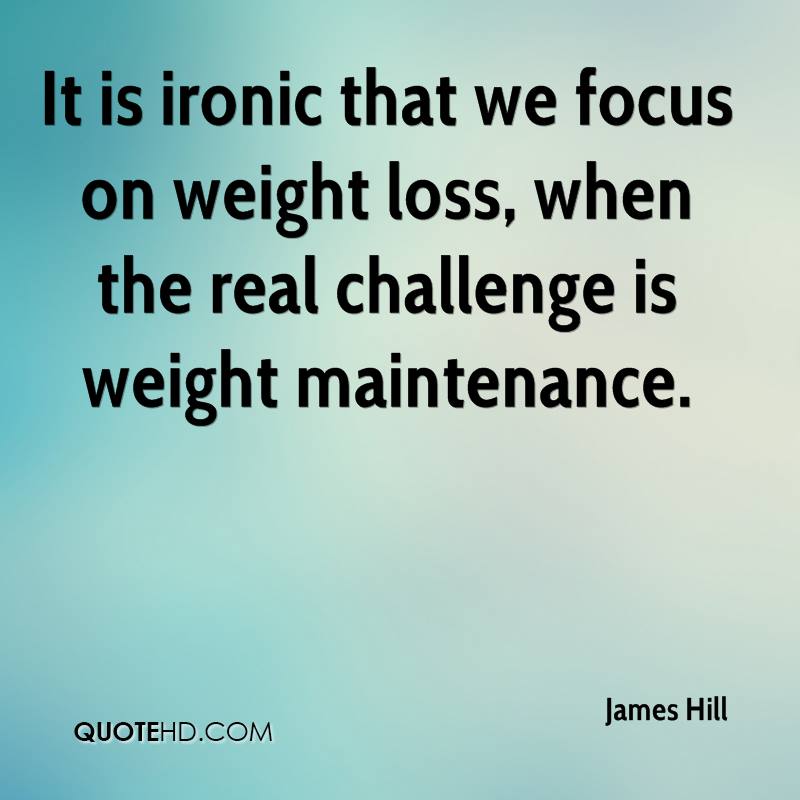 It is ironic that we focus
on weight loss, when
the real challenge is
weight maintenance.
James Hill
QUOTEHD.COM